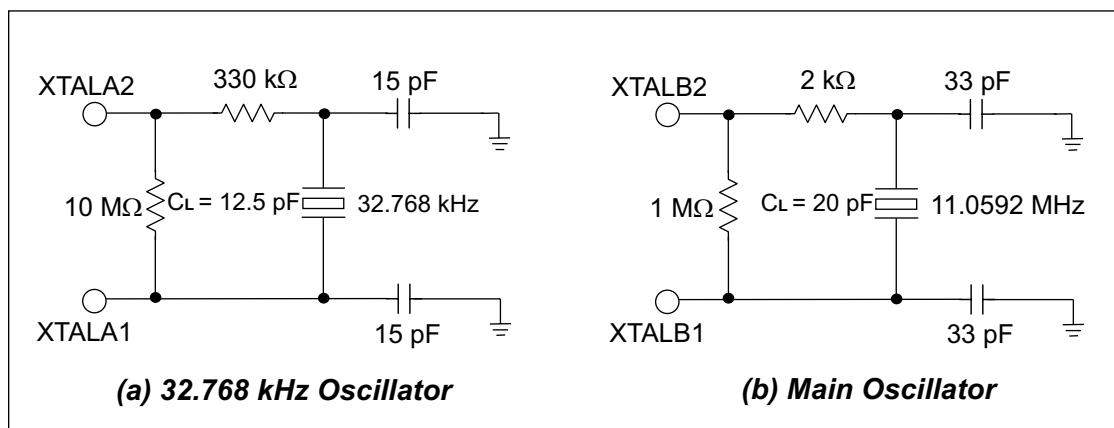 XTALA2
330 kΩ
15 pF
10 MΩ
CL = 12.5 pF
32.768 kHz
XTALA1
15 pF
(a) 32.768 kHz Oscillator
XTALB2
2 kΩ
33 pF
1 MΩ
CL = 20 pF
11.0592 MHz
XTALB1
33 pF
(b) Main Oscillator